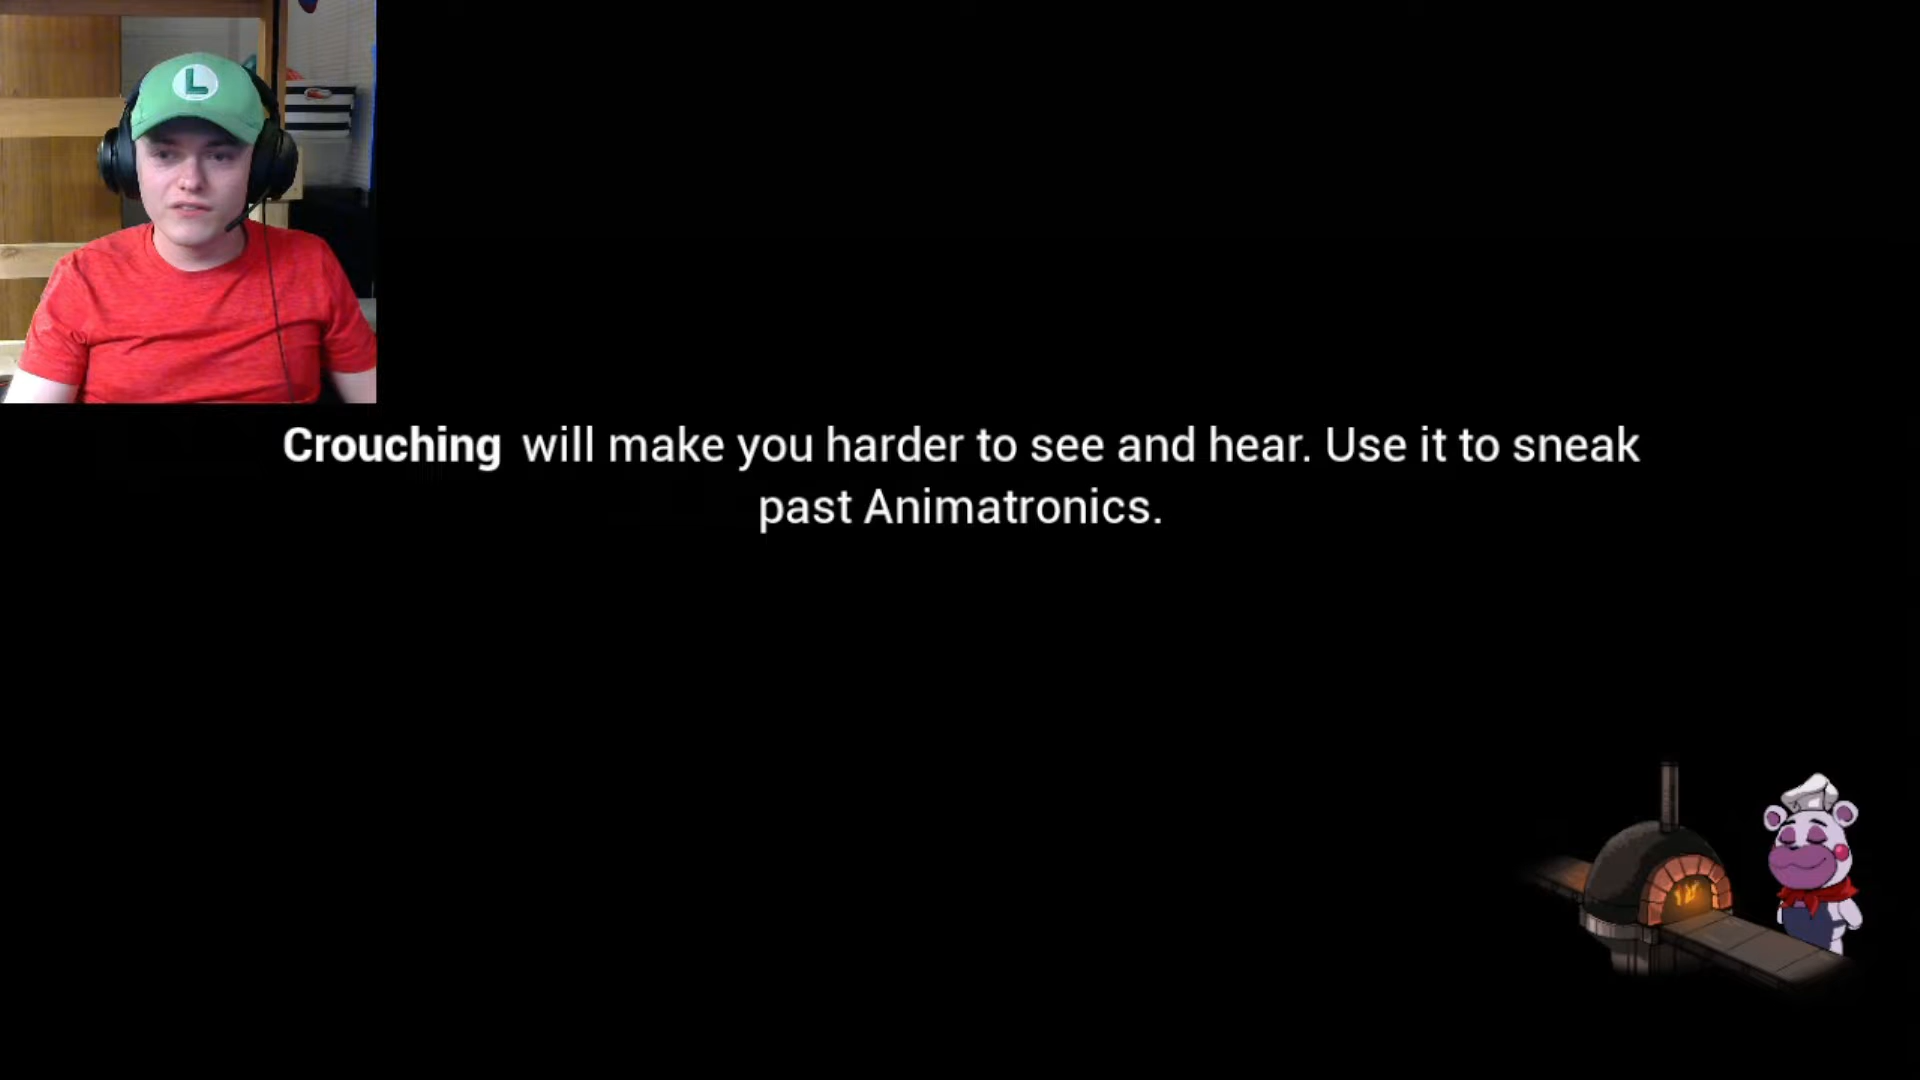 L
Crouching will make you harder to see and hear. Use it to sneak
past Animatronics.